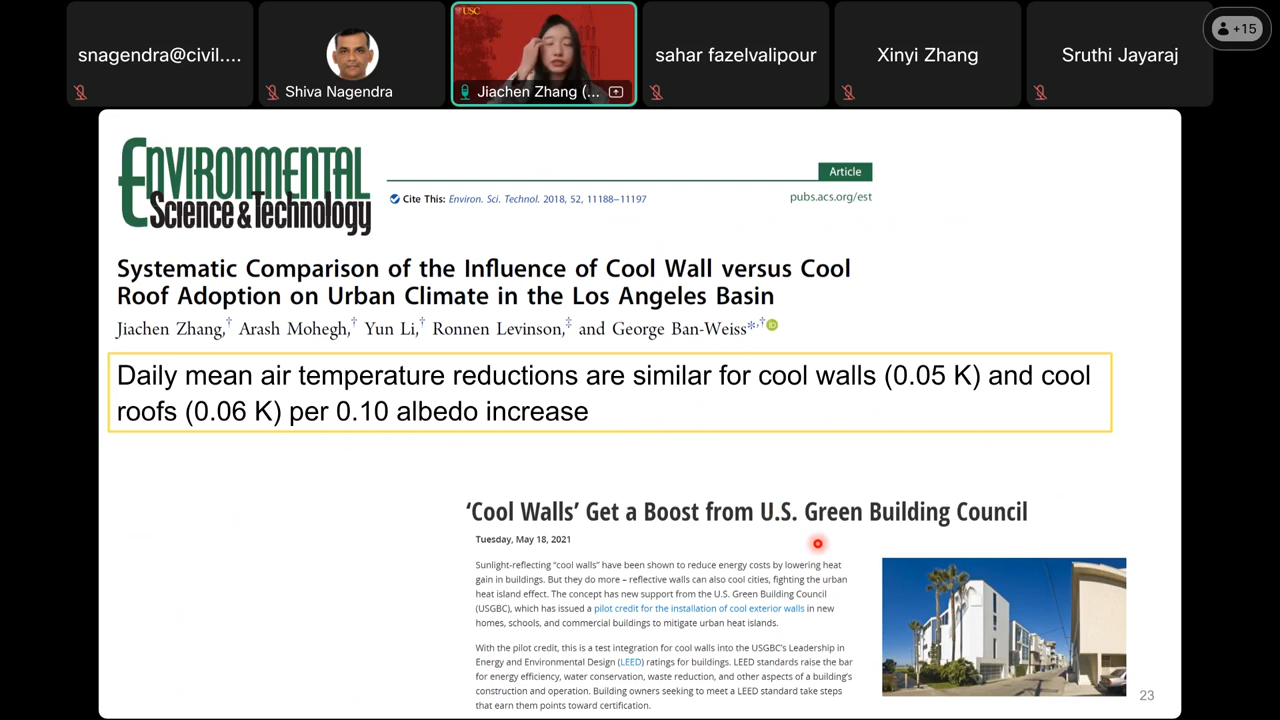 snagendra@civil....
Shiva Nagendra
USC
Jiachen Zhang (...
sahar fazelvalipour
Xinyi Zhang
Sruthi Jayaraj
+15
ENVIRONMENTAL
Science & Technology
Article
Cite This: Environ. Sci. Technol. 2018, 52, 11188−11197
pubs.acs.org/est
Systematic Comparison of the Influence of Cool Wall versus Cool
Roof Adoption on Urban Climate in the Los Angeles Basin
Jiachen Zhang,† Arash Mohegh,† Yun Li,† Ronnen Levinson,‡ and George Ban-Weiss*,† iD
Daily mean air temperature reductions are similar for cool walls (0.05 K) and cool
roofs (0.06 K) per 0.10 albedo increase
‘Cool Walls’ Get a Boost from U.S. Green Building Council
Tuesday, May 18, 2021
Sunlight-reflecting “cool walls” have been shown to reduce energy costs by lowering heat
gain in buildings. But they do more – reflective walls can also cool cities, fighting the urban
heat island effect. The concept has new support from the U.S. Green Building Council
(USGBC), which has issued a pilot credit for the installation of cool exterior walls in new
homes, schools, and commercial buildings to mitigate urban heat islands.
With the pilot credit, this is a test integration for cool walls into the USGBC’s Leadership in
Energy and Environmental Design (LEED) ratings for buildings. LEED standards raise the bar
for energy efficiency, water conservation, waste reduction, and other aspects of a building’s
construction and operation. Building owners seeking to meet a LEED standard take steps
that earn them points toward certification.
23